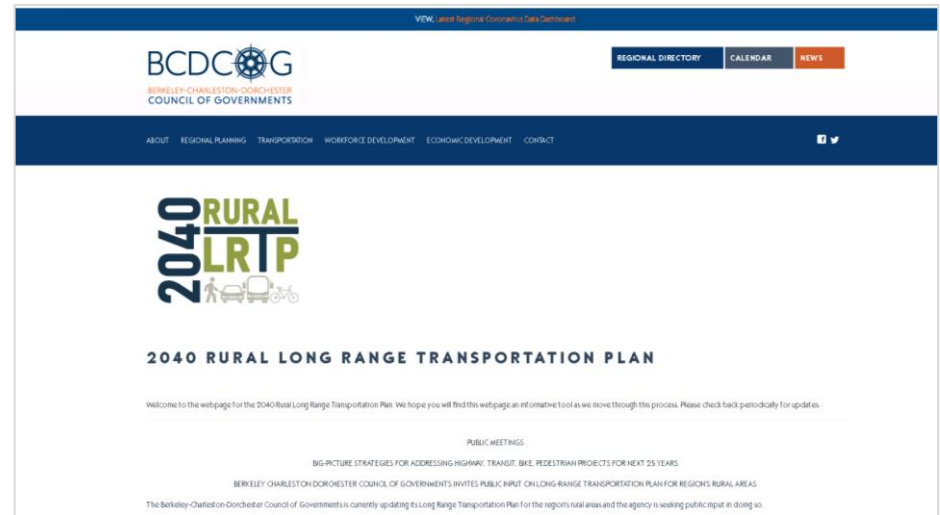 VIEW, Latest Regional Coronavirus Data Dashboard
BCDCOG
BERKELEY-CHARLESTON-DORCHESTER
COUNCIL OF GOVERNMENTS
REGIONAL DIRECTORY CALENDAR NEWS
ABOUT REGIONAL PLANNING TRANSPORTATION WORKFORCE DEVELOPMENT ECONOMIC DEVELOPMENT CONTACT
2040 RURAL
LRTP
2040 RURAL LONG RANGE TRANSPORTATION PLAN
Welcome to the webpage for the 2040 Rural Long Range Transportation Plan. We hope you will find this webpage an informative tool as we move through this process. Please check back periodically for updates.
PUBLIC MEETINGS
BIG-PICTURE STRATEGIES FOR ADDRESSING HIGHWAY, TRANSIT, BIKE, PEDESTRIAN PROJECTS FOR NEXT 25 YEARS
BERKELEY CHARLESTON DORCHESTER COUNCIL OF GOVERNMENTS INVITES PUBLIC INPUT ON LONG-RANGE TRANSPORTATION PLAN FOR REGION'S RURAL AREAS
The Berkeley-Charleston-Dorchester Council of Governments is currently updating its Long Range Transportation Plan for the region's rural areas and the agency is seeking public input in doing so.